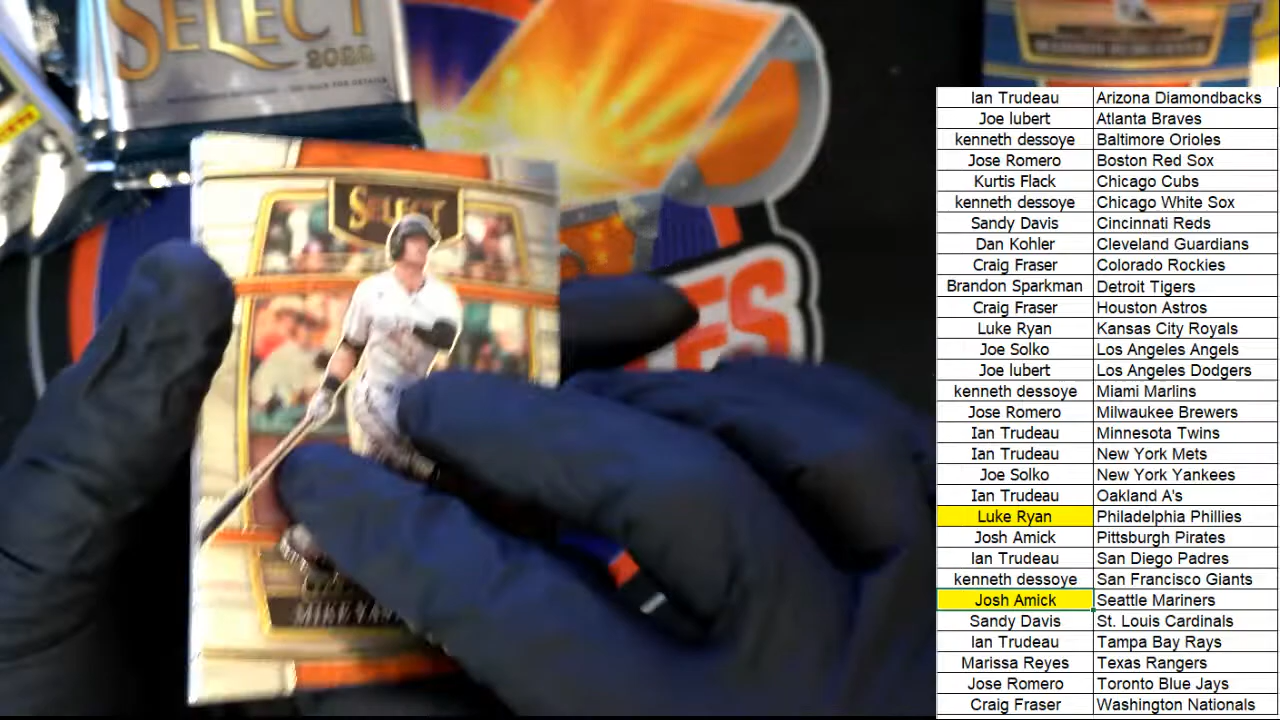 SELECT
2022
SELECT
MIKE YA
Ian Trudeau Arizona Diamondbacks
Joe lubert Atlanta Braves
kenneth dessoye Baltimore Orioles
Jose Romero Boston Red Sox
Kurtis Flack Chicago Cubs
kenneth dessoye Chicago White Sox
Sandy Davis Cincinnati Reds
Dan Kohler Cleveland Guardians
Craig Fraser Colorado Rockies
Brandon Sparkman Detroit Tigers
Craig Fraser Houston Astros
Luke Ryan Kansas City Royals
Joe Solko Los Angeles Angels
Joe lubert Los Angeles Dodgers
kenneth dessoye Miami Marlins
Jose Romero Milwaukee Brewers
Ian Trudeau Minnesota Twins
Ian Trudeau New York Mets
Joe Solko New York Yankees
Ian Trudeau Oakland A's
Luke Ryan Philadelphia Phillies
Josh Amick Pittsburgh Pirates
Ian Trudeau San Diego Padres
kenneth dessoye San Francisco Giants
Josh Amick Seattle Mariners
Sandy Davis St. Louis Cardinals
Ian Trudeau Tampa Bay Rays
Marissa Reyes Texas Rangers
Jose Romero Toronto Blue Jays
Craig Fraser Washington Nationals